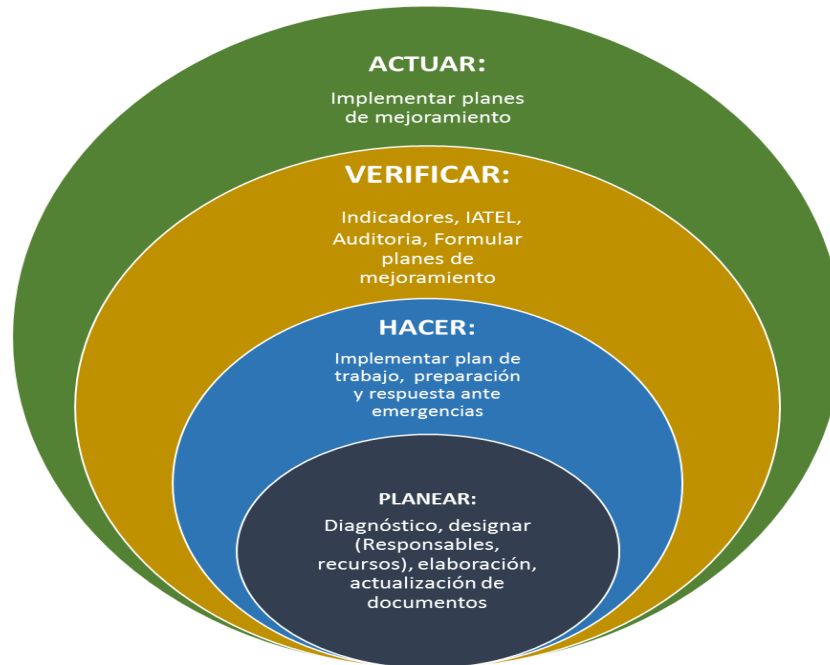 ACTUAR:
Implementar planes
de mejoramiento
VERIFICAR:
Indicadores, IATEL,
Auditoria, Formular
planes de
mejoramiento
HACER:
Implementar plan de
trabajo, preparación
y respuesta ante
emergencias
PLANEAR:
Diagnóstico, designar
(Responsables,
recursos), elaboración,
actualización de
documentos